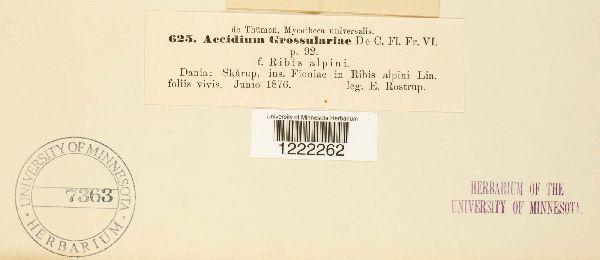 de Thümen, Mycotheca universalis.
625. Aecidium Grossulariae De C. Fl. Fr. VI.
p. 92.
f. Ribis alpini.
Dania: Skårup, ins. Fioniae in Ribis alpini Lin.
foliis vivis. Junio 1876. leg. E. Rostrup.
University of Minnesota Herbarium
1222262
UNIVERSITY OF MINNESOTA
7363
· HERBARIUM ·
HERBARIUM OF THE
UNIVERSITY OF MINNESOTA.